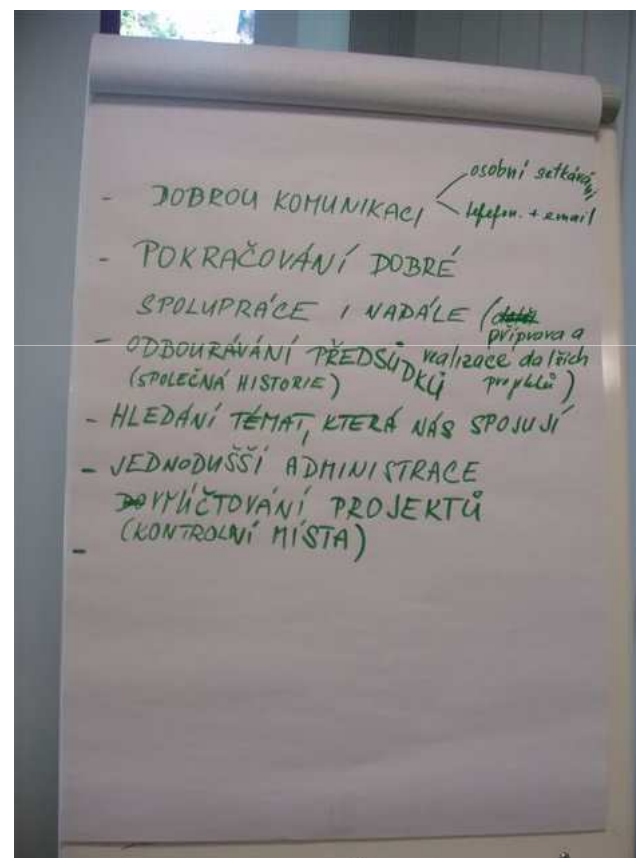 - DOBROU KOMUNIKACI
osobní setkávání
telefon. + email
- POKRAČOVÁNÍ DOBRÉ
SPOLUPRÁCE I NADÁLE (
příprava a
realizace dalších
projektů)
- ODBOURÁVÁNÍ PŘEDSUDKŮ
(SPOLEČNÁ HISTORIE)
- HLEDÁNÍ TÉMAT, KTERÁ NÁS SPOJUJÍ
- JEDNODUŠŠÍ ADMINISTRACE
VYÚČTOVÁNÍ PROJEKTŮ
(KONTROLNÍ MÍSTA)
-